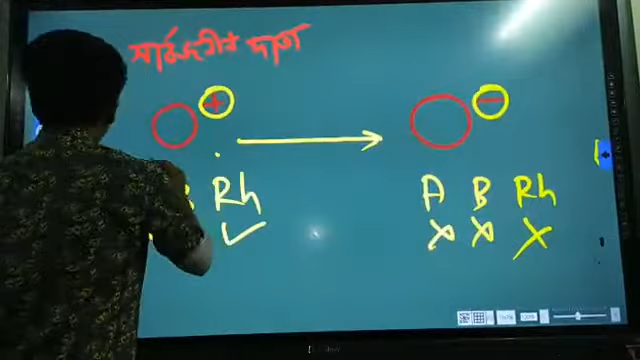 সার্বজনীন দাতা
O + → O -
B Rh A B Rh
✓ × × ×